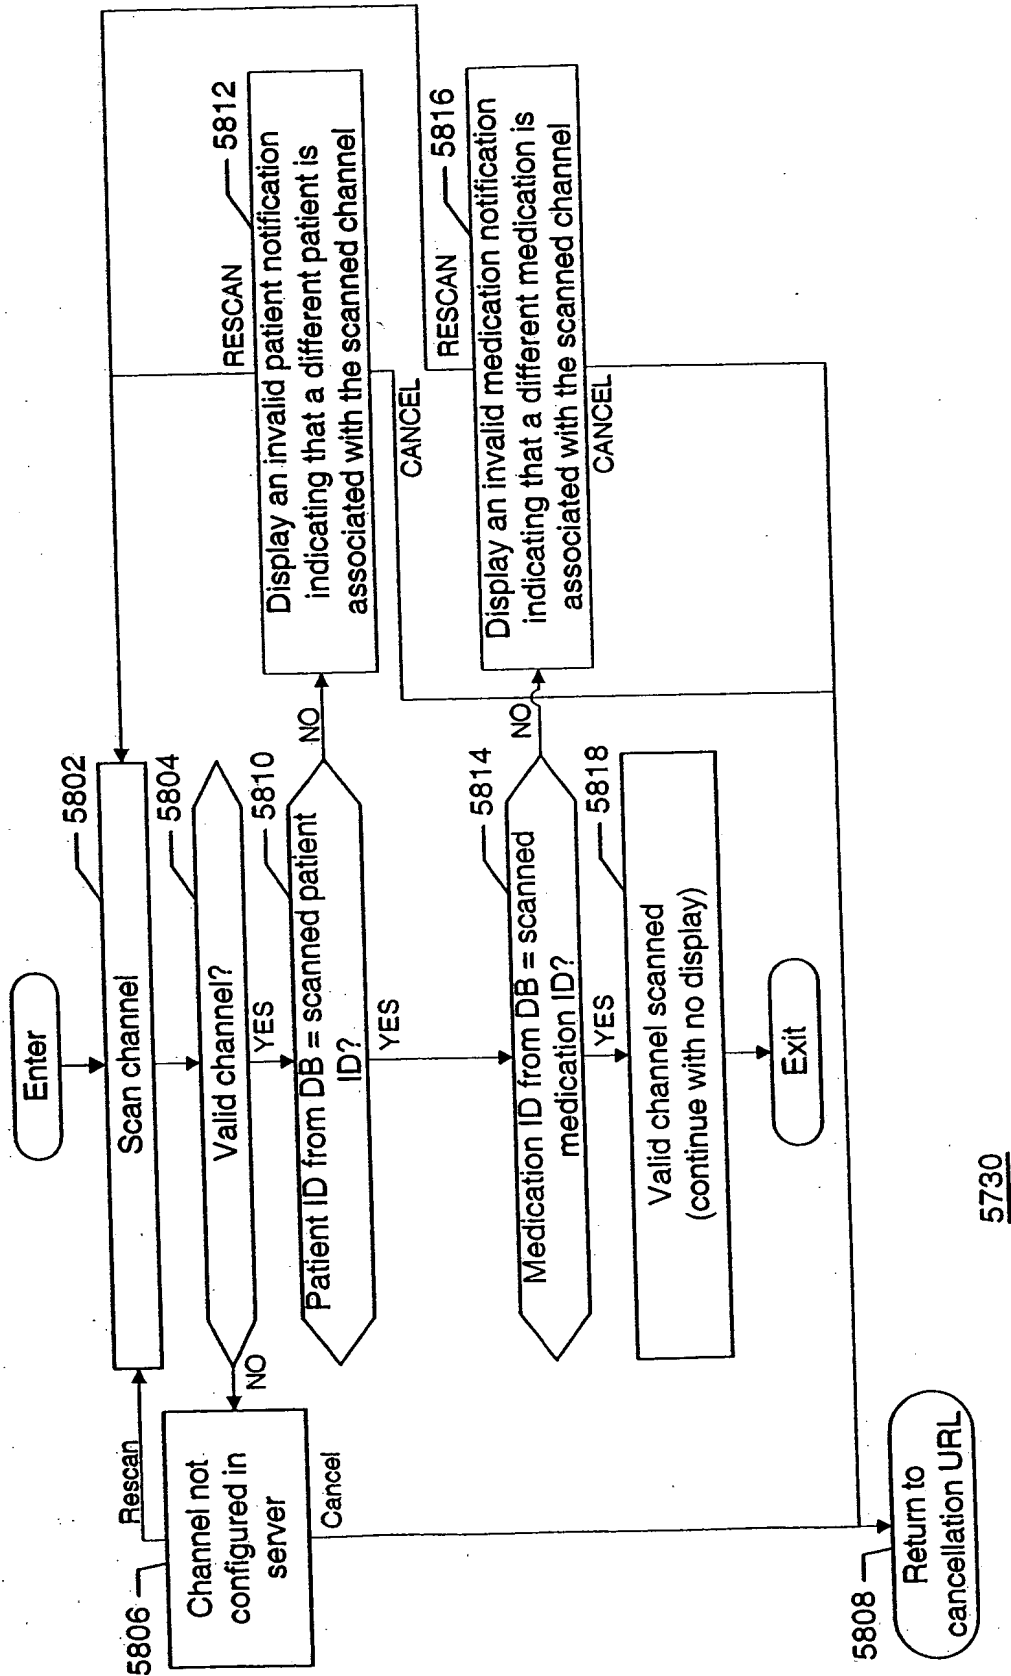 Enter
Scan channel
5802
Rescan
Valid channel?
5804
NO
YES
Channel not
configured in
server
5806
Cancel
Patient ID from DB = scanned patient
ID?
5810
NO
YES
RESCAN
Display an invalid patient notification
indicating that a different patient is
associated with the scanned channel
5812
CANCEL
Medication ID from DB = scanned
medication ID?
5814
NO
YES
RESCAN
Display an invalid medication notification
indicating that a different medication is
associated with the scanned channel
5816
CANCEL
Valid channel scanned
(continue with no display)
5818
Exit
Return to
cancellation URL
5808
5730